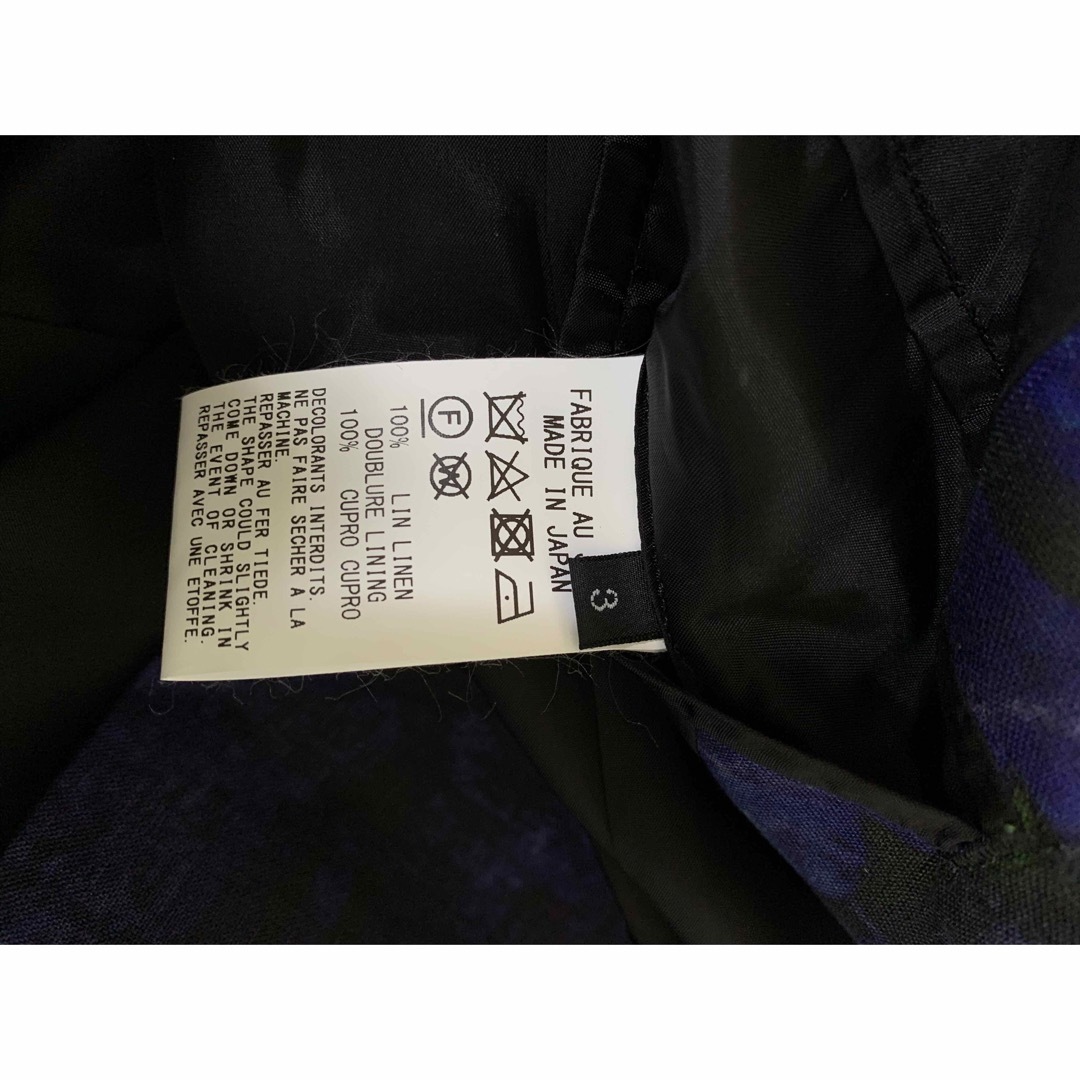 FABRIQUE AU
MADE IN JAPAN
3
F
W
100% LIN LINEN
DOUBLURE LINING
100% CUPRO CUPRO
DECOLORANTS INTERDITS.
NE PAS FAIRE SECHER A LA
MACHINE.
REPASSER AU FER TIEDE.
THE SHAPE COULD SLIGHTLY
COME DOWN OR SHRINK IN
THE EVENT OF CLEANING.
REPASSER AVEC UNE ETOFFE.